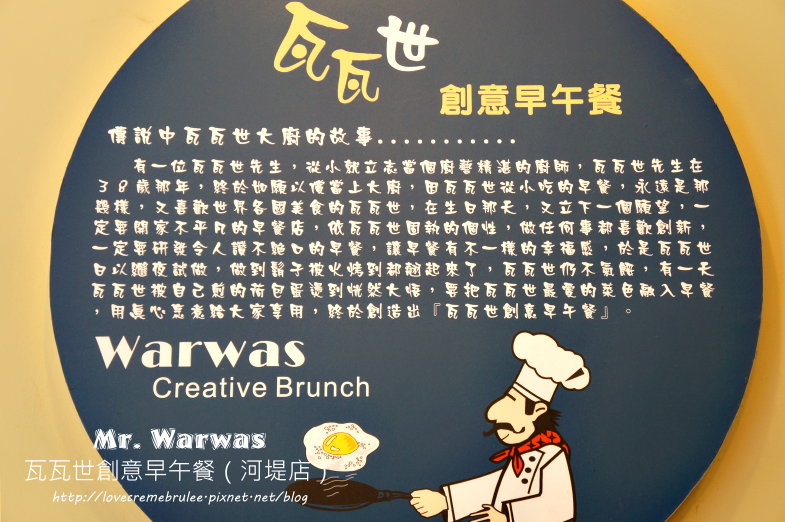 瓦瓦世
創意早午餐
傳說中瓦瓦世大廚的故事...........
有一位瓦瓦世先生，從小就立志當個廚藝精湛的廚師，瓦瓦世先生在
38歲那年，終於如願以償當上大廚，但瓦瓦世從小吃的早餐，永遠是那
幾樣，又喜歡世界各國美食的瓦瓦世，在生日那天，又立下一個願望，一
定要開家不平凡的早餐店，依瓦瓦世固新的個性，做任何事都喜歡創新，
一定要研發令人讚不絕口的早餐，讓早餐有不一樣的幸福感，於是瓦瓦世
日以繼夜試做，做到鬍子被火烤到都翹起來了，瓦瓦世仍不氣餒，有一天
瓦瓦世被自己煎的荷包蛋燙到恍然大悟，要把瓦瓦世最愛的菜色融入早餐
，用真心意煮給大家享用，終於創造出『瓦瓦世創意早午餐』。
Warwas
Creative Brunch
Mr. Warwas
瓦瓦世創意早午餐（河堤店）
http://lovecremebrulee.pixnet.net/blog